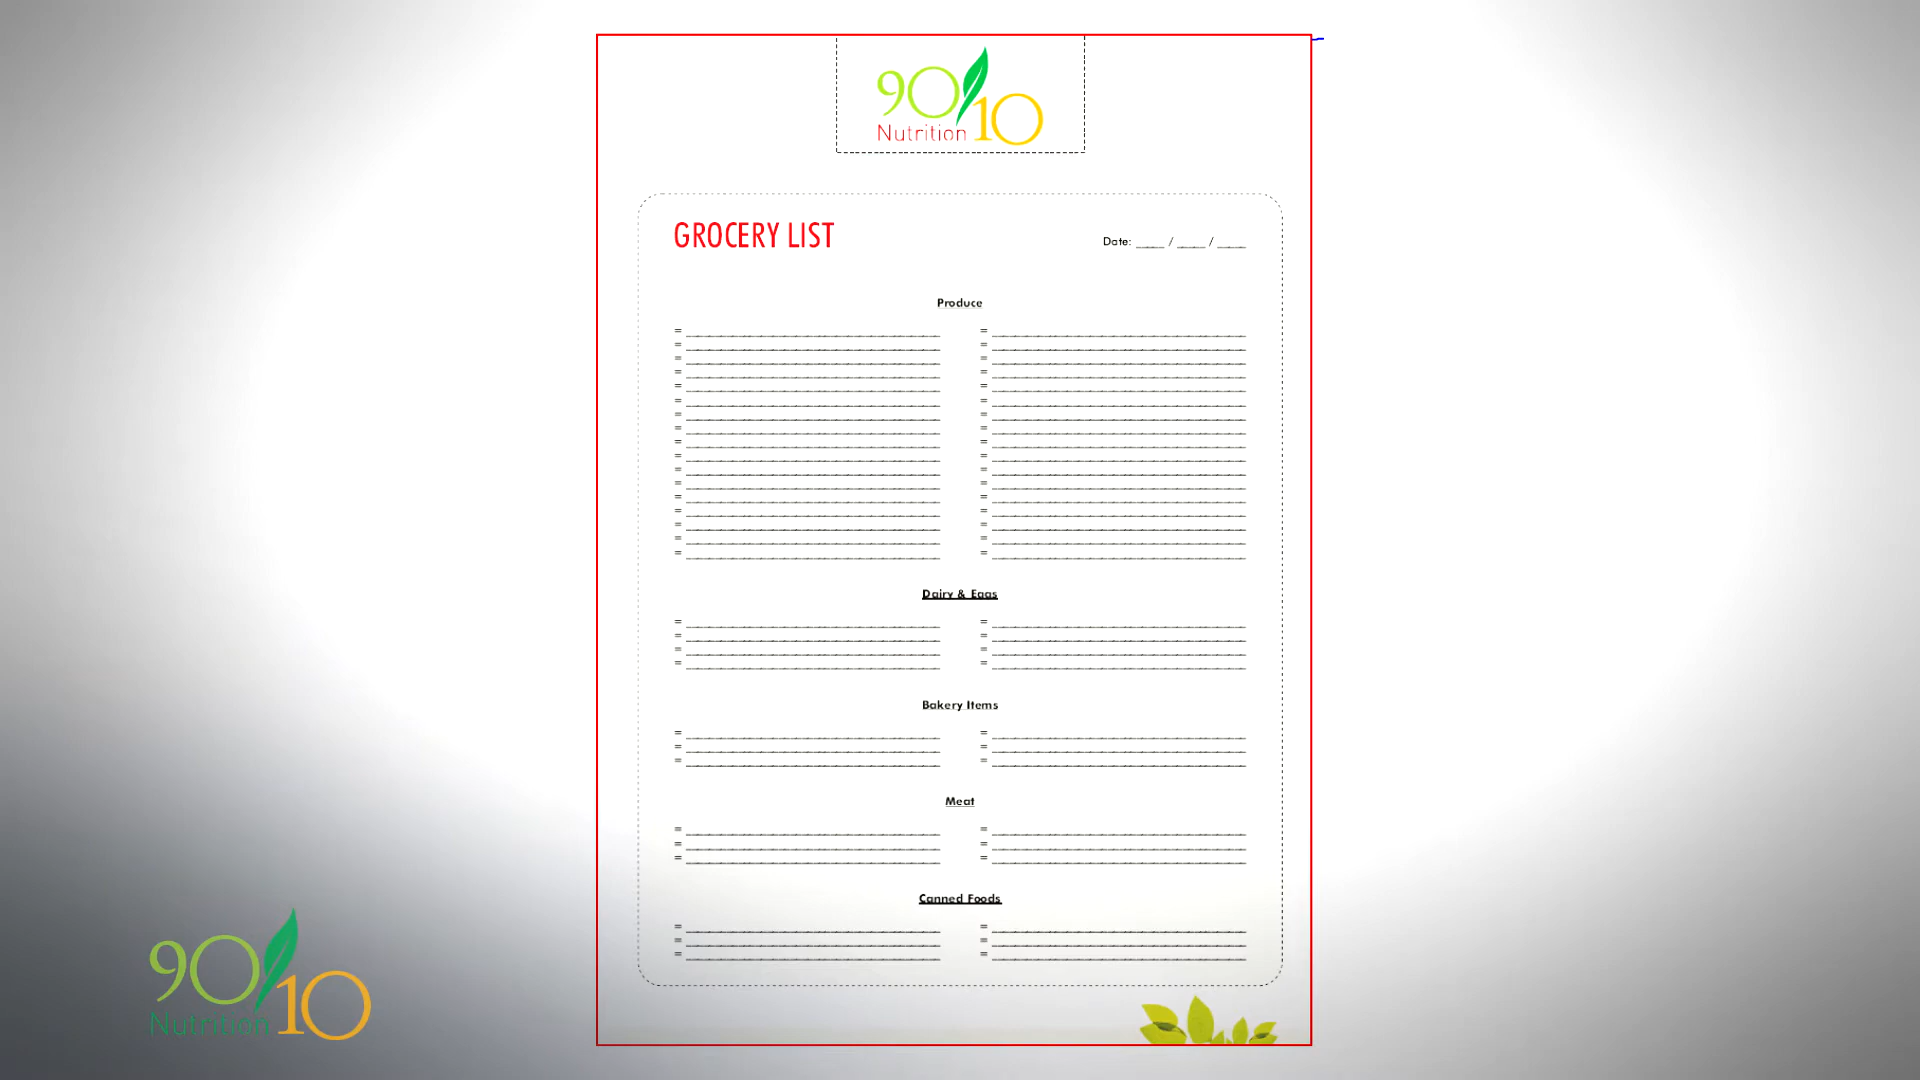 90/10
Nutrition
GROCERY LIST
Date: ____ / ____ / ____
Produce
Dairy & Eggs
Bakery Items
Meat
Canned Foods
90/10
Nutrition